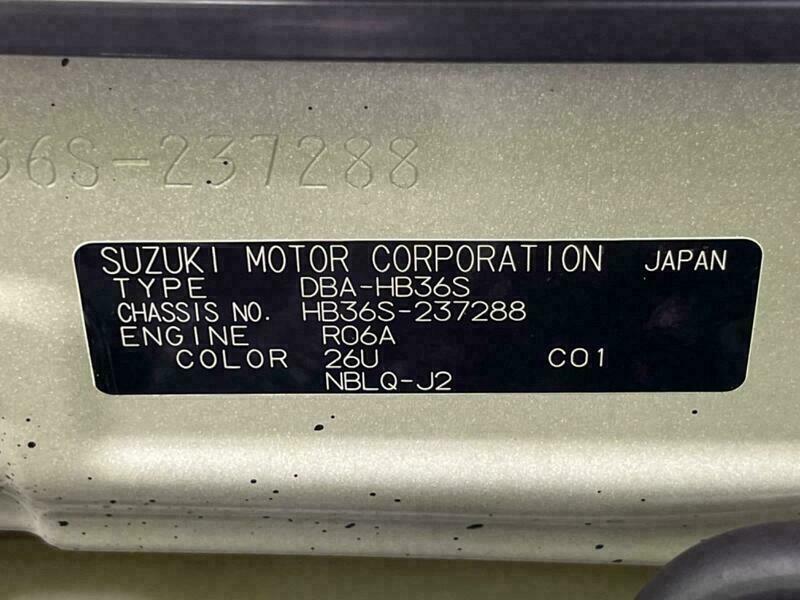 36S-237288
SUZUKI MOTOR CORPORATION JAPAN
TYPE DBA-HB36S
CHASSIS NO. HB36S-237288
ENGINE R06A
COLOR 26U C01
NBLQ-J2